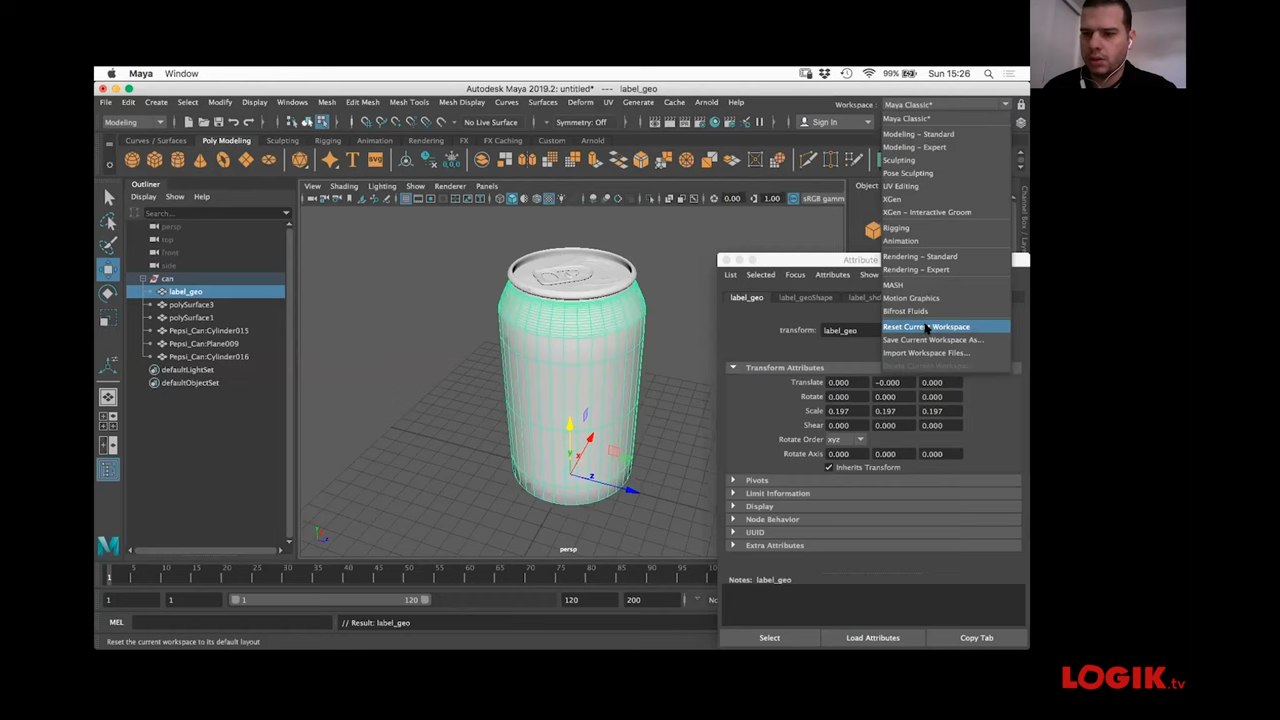 Maya Window
99% Sun 15:26
Autodesk Maya 2019.2: untitled* --- label_geo
File Edit Create Select Modify Display Windows Mesh Edit Mesh Mesh Tools Mesh Display Curves Surfaces Deform UV Generate Cache Arnold Help
Workspace: Maya Classic*
Modeling No Live Surface Symmetry: Off Sign In
Curves / Surfaces Poly Modeling Sculpting Rigging Animation Rendering FX FX Caching Custom Arnold
Maya Classic*
Modeling – Standard
Modeling – Expert
Sculpting
Pose Sculpting
UV Editing
XGen
XGen – Interactive Groom
Rigging
Animation
Rendering – Standard
Rendering – Expert
MASH
Motion Graphics
Bifrost Fluids
Reset Current Workspace
Save Current Workspace As...
Import Workspace Files...
Outliner
Display Show Help
Search...
persp
top
front
side
can
label_geo
polySurface3
polySurface1
Pepsi_Can:Cylinder015
Pepsi_Can:Plane009
Pepsi_Can:Cylinder016
defaultLightSet
defaultObjectSet
View Shading Lighting Show Renderer Panels
0.00 1.00 sRGB gamm
Object
persp
Attribute
List Selected Focus Attributes Show
label_geo label_geoShape label_sh
transform: label_geo
Transform Attributes
Translate 0.000 -0.000 0.000
Rotate 0.000 0.000 0.000
Scale 0.197 0.197 0.197
Shear 0.000 0.000 0.000
Rotate Order xyz
Rotate Axis 0.000 0.000 0.000
Inherits Transform
Pivots
Limit Information
Display
Node Behavior
UUID
Extra Attributes
Notes: label_geo
Select Load Attributes Copy Tab
Channel Box / Lay
1 5 10 15 20 25 30 35 40 45 50 55 60 65 70 75 80 85 90 95 10
1 1 1 120 120 200 No
MEL // Result: label_geo
Reset the current workspace to its default layout
LOGIK.tv